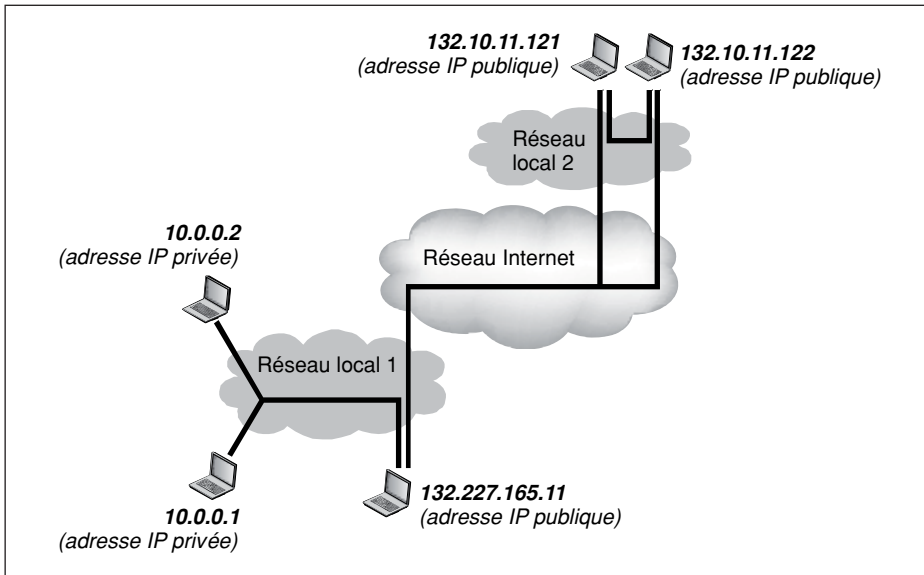 132.10.11.121
(adresse IP publique)
132.10.11.122
(adresse IP publique)
Réseau
local 2
Réseau Internet
10.0.0.2
(adresse IP privée)
Réseau local 1
10.0.0.1
(adresse IP privée)
132.227.165.11
(adresse IP publique)